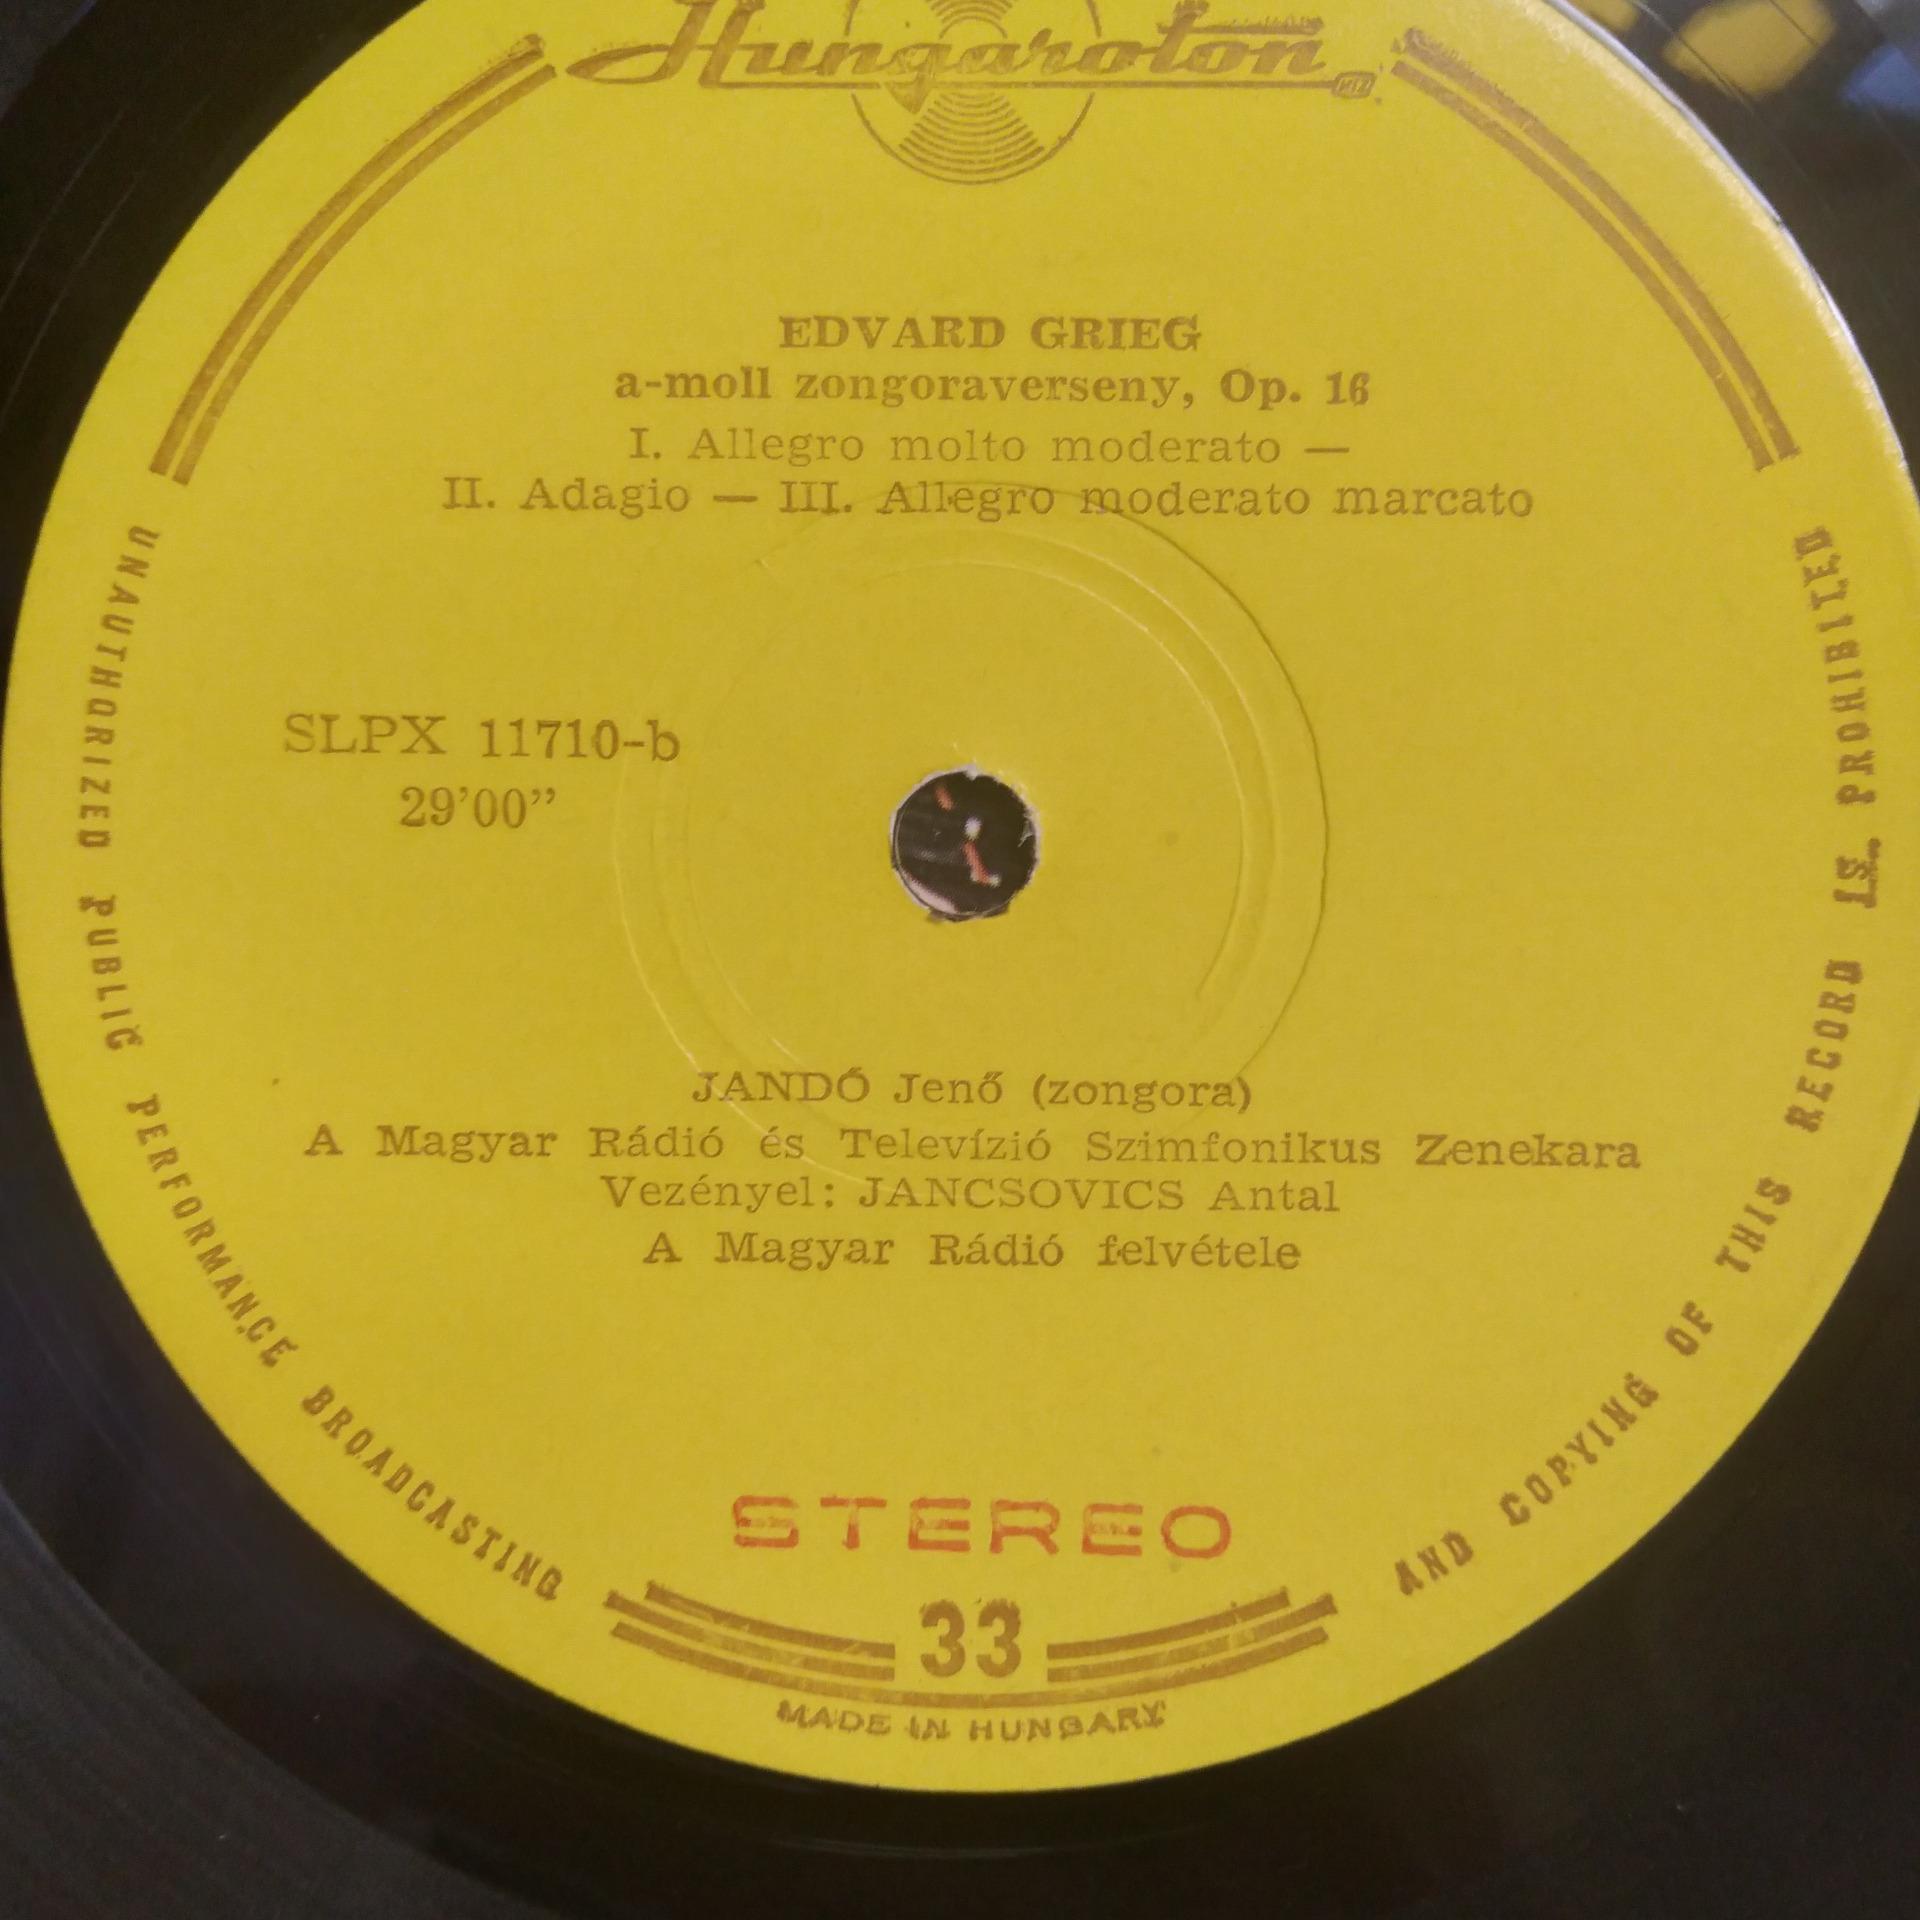 Hungaroton
EDVARD GRIEG
a-moll zongoraverseny, Op. 16
I. Allegro molto moderato —
II. Adagio — III. Allegro moderato marcato
SLPX 11710-b
29’00”
JANDÓ Jenő (zongora)
A Magyar Rádió és Televízió Szimfonikus Zenekara
Vezényel: JANCSOVICS Antal
A Magyar Rádió felvétele
STEREO
33
MADE IN HUNGARY
UNAUTHORIZED PUBLIC PERFORMANCE BROADCASTING AND COPYING OF THIS RECORD IS PROHIBITED